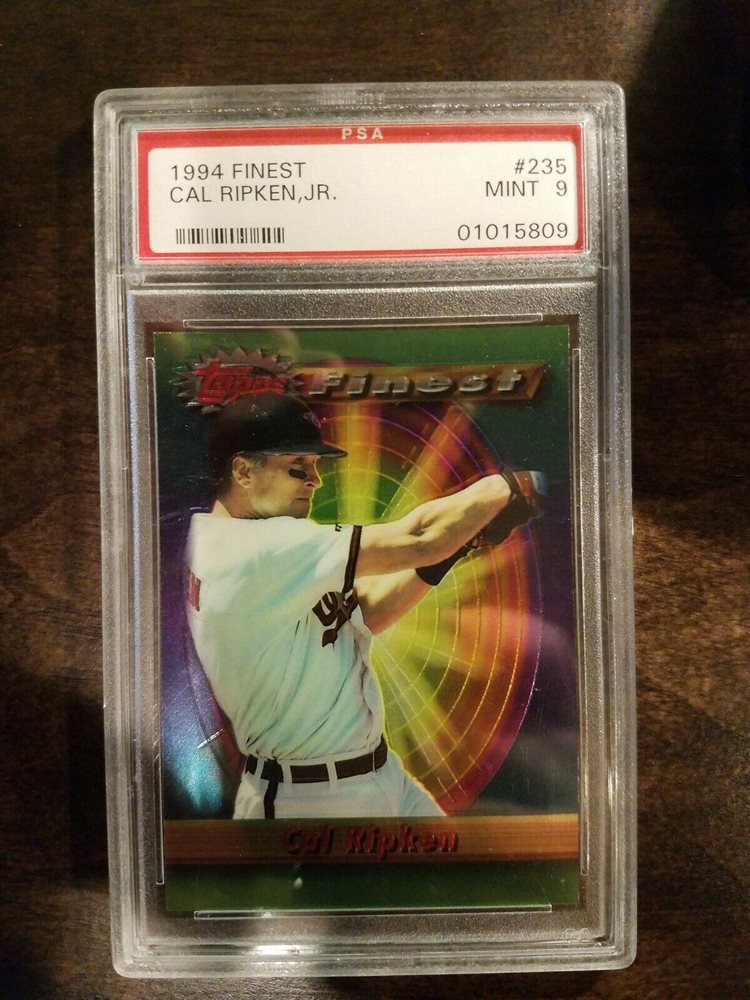 PSA
1994 FINEST #235
CAL RIPKEN,JR. MINT 9
01015809
Topps Finest
Cal Ripken